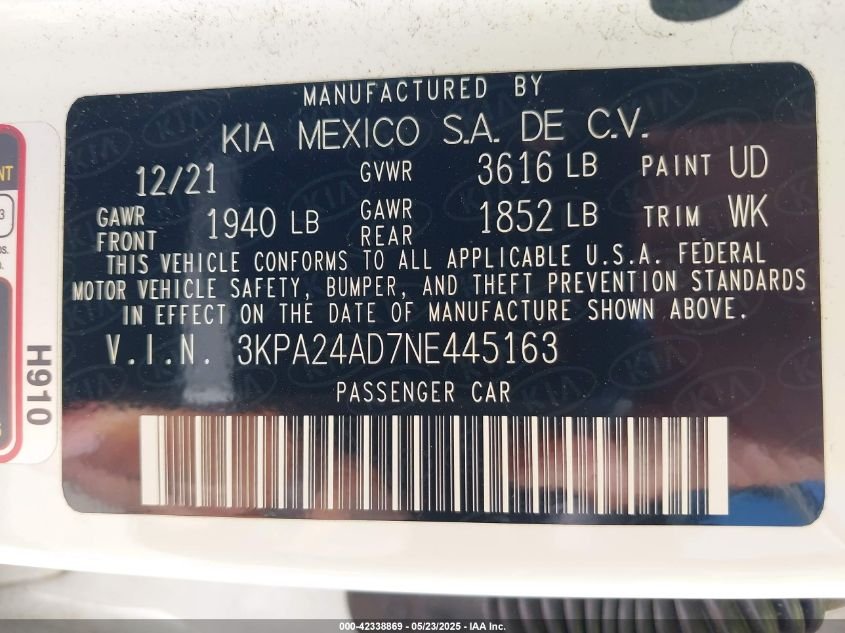 MANUFACTURED BY
KIA MEXICO S.A. DE C.V.
12/21 GVWR 3616 LB PAINT UD
GAWR FRONT 1940 LB GAWR REAR 1852 LB TRIM WK
THIS VEHICLE CONFORMS TO ALL APPLICABLE U.S.A. FEDERAL
MOTOR VEHICLE SAFETY, BUMPER, AND THEFT PREVENTION STANDARDS
IN EFFECT ON THE DATE OF MANUFACTURE SHOWN ABOVE.
V.I.N. 3KPA24AD7NE445163
PASSENGER CAR
H910
000-42338869 - 05/23/2025 - IAA Inc.